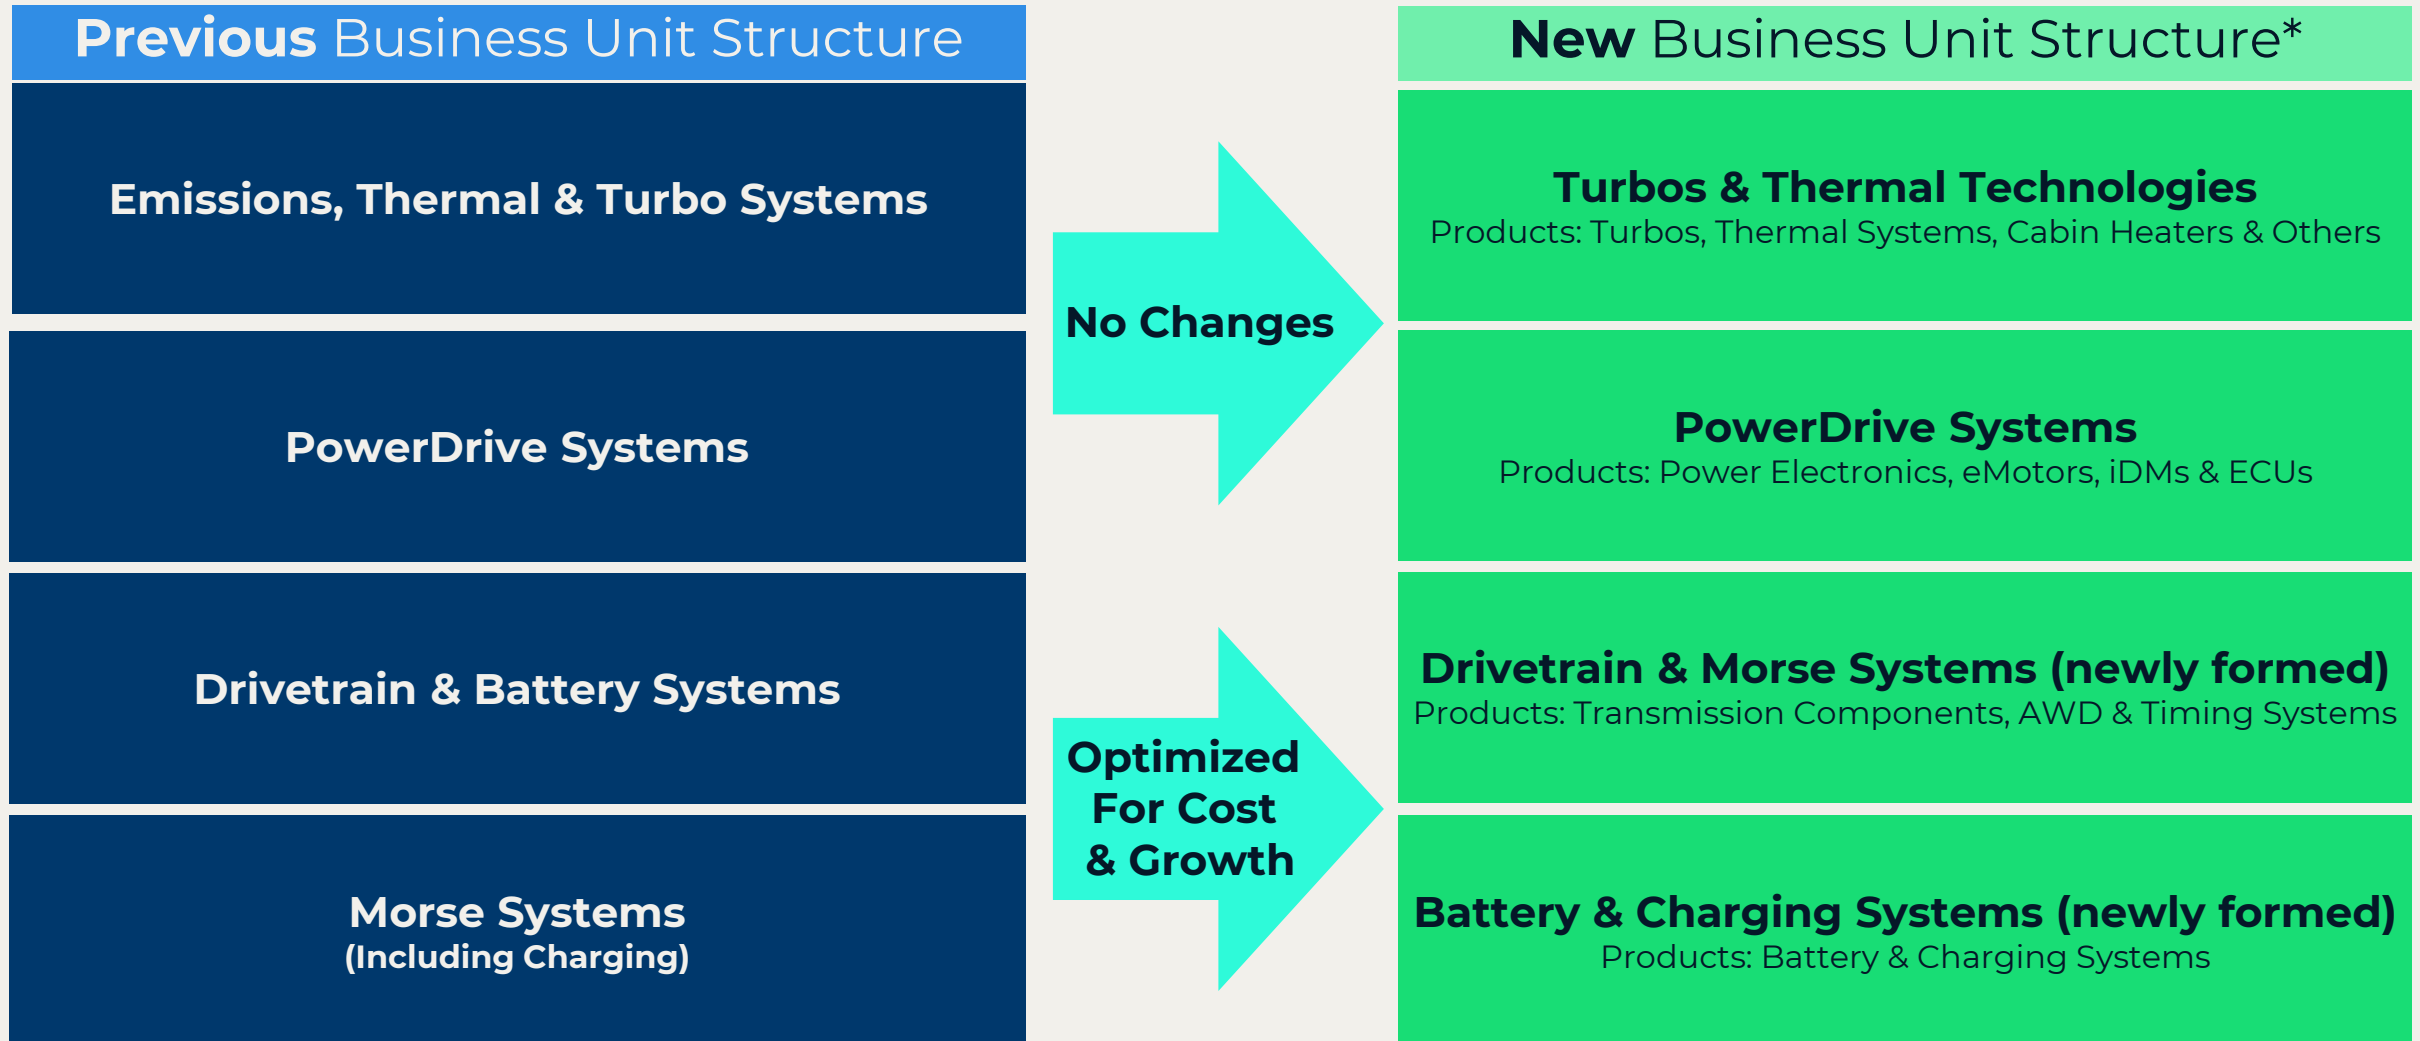 Previous Business Unit Structure
Emissions, Thermal & Turbo Systems
PowerDrive Systems
Drivetrain & Battery Systems
Morse Systems
(Including Charging)
No Changes
Optimized
For Cost
& Growth
New Business Unit Structure*
Turbos & Thermal Technologies
Products: Turbos, Thermal Systems, Cabin Heaters & Others
PowerDrive Systems
Products: Power Electronics, eMotors, iDMs & ECUs
Drivetrain & Morse Systems (newly formed)
Products: Transmission Components, AWD & Timing Systems
Battery & Charging Systems (newly formed)
Products: Battery & Charging Systems